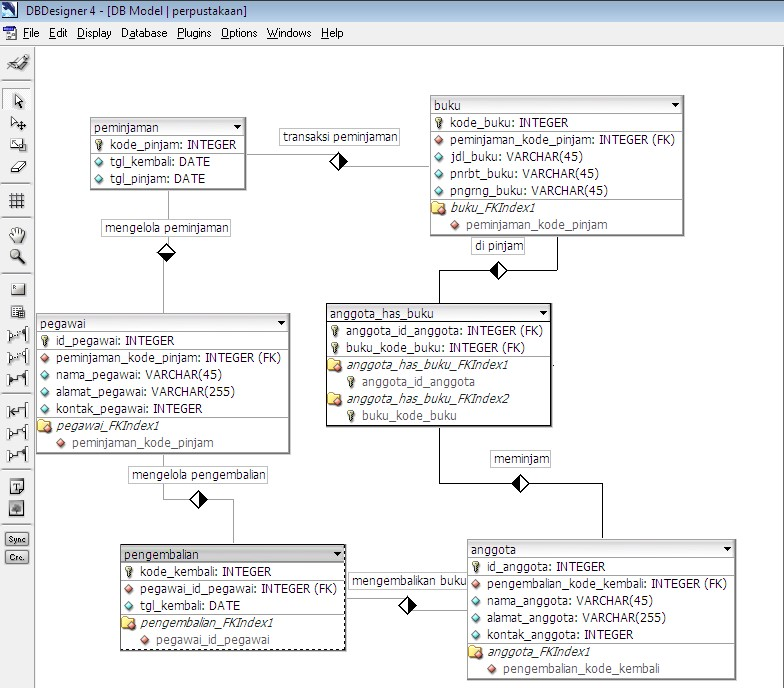 DBDesigner 4 - [DB Model | perpustakaan]
File Edit Display Database Plugins Options Windows Help
peminjaman
kode_pinjam: INTEGER
tgl_kembali: DATE
tgl_pinjam: DATE
transaksi peminjaman
buku
kode_buku: INTEGER
peminjaman_kode_pinjam: INTEGER (FK)
jdl_buku: VARCHAR(45)
pnrbt_buku: VARCHAR(45)
pngrng_buku: VARCHAR(45)
buku_FKIndex1
peminjaman_kode_pinjam
mengelola peminjaman
di pinjam
pegawai
id_pegawai: INTEGER
peminjaman_kode_pinjam: INTEGER (FK)
nama_pegawai: VARCHAR(45)
alamat_pegawai: VARCHAR(255)
kontak_pegawai: INTEGER
pegawai_FKIndex1
peminjaman_kode_pinjam
anggota_has_buku
anggota_id_anggota: INTEGER (FK)
buku_kode_buku: INTEGER (FK)
anggota_has_buku_FKIndex1
anggota_id_anggota
anggota_has_buku_FKIndex2
buku_kode_buku
mengelola pengembalian
meminjam
pengembalian
kode_kembali: INTEGER
pegawai_id_pegawai: INTEGER (FK)
tgl_kembali: DATE
pengembalian_FKIndex1
pegawai_id_pegawai
mengembalikan buku
anggota
id_anggota: INTEGER
pengembalian_kode_kembali: INTEGER (FK)
nama_anggota: VARCHAR(45)
alamat_anggota: VARCHAR(255)
kontak_anggota: INTEGER
anggota_FKIndex1
pengembalian_kode_kembali
Sync
Cre.